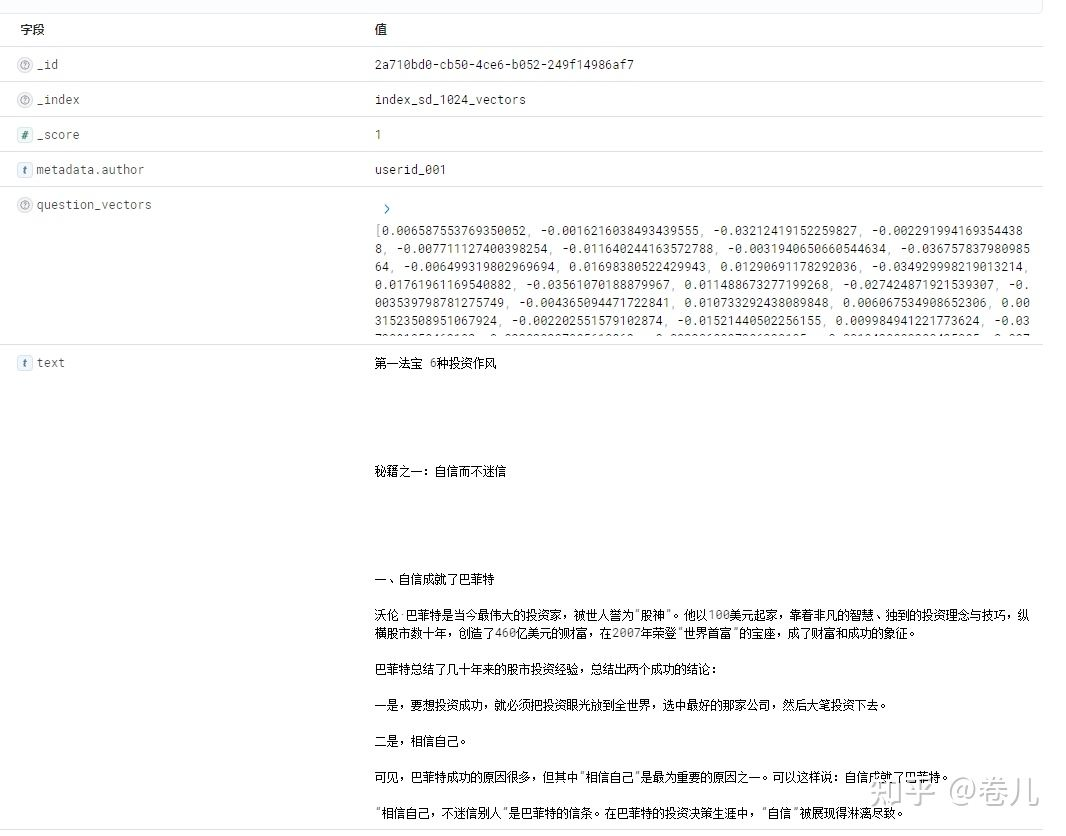 字段 值
_id 2a710bd0-cb50-4ce6-b052-249f14986af7
_index index_sd_1024_vectors
# _score 1
t metadata.author userid_001
question_vectors
[0.006587553769350052, -0.0016216038493439555, -0.03212419152259827, -0.002291994169354438
8, -0.007711127400398254, -0.011640244163572788, -0.0031940650660544634, -0.036757837980985
64, -0.006499319802969694, 0.01698380522429943, 0.01290691178292036, -0.034929998219013214,
0.01761961169540882, -0.03561070188879967, 0.011488673277199268, -0.027424871921539307, -0.
003539798781275749, -0.004365094471722841, 0.010733292438089848, 0.006067534908652306, 0.00
31523508951067924, -0.002202551579102874, -0.01521440502256155, 0.009984941221773624, -0.03
t text 第一法宝 6种投资作风
秘籍之一：自信而不迷信
一、自信成就了巴菲特
沃伦·巴菲特是当今最伟大的投资家，被世人誉为“股神”。他以100美元起家，靠着非凡的智慧、独到的投资理念与技巧，纵
横股市数十年，创造了460亿美元的财富，在2007年荣登“世界首富”的宝座，成了财富和成功的象征。
巴菲特总结了几十年来的股市投资经验，总结出两个成功的结论：
一是，要想投资成功，就必须把投资眼光放到全世界，选中最好的那家公司，然后大笔投资下去。
二是，相信自己。
可见，巴菲特成功的原因很多，但其中“相信自己”是最为重要的原因之一。可以这样说：自信成就了巴菲特。
“相信自己，不迷信别人”是巴菲特的信条。在巴菲特的投资决策生涯中，“自信”被展现得淋漓尽致。
知乎 @卷儿